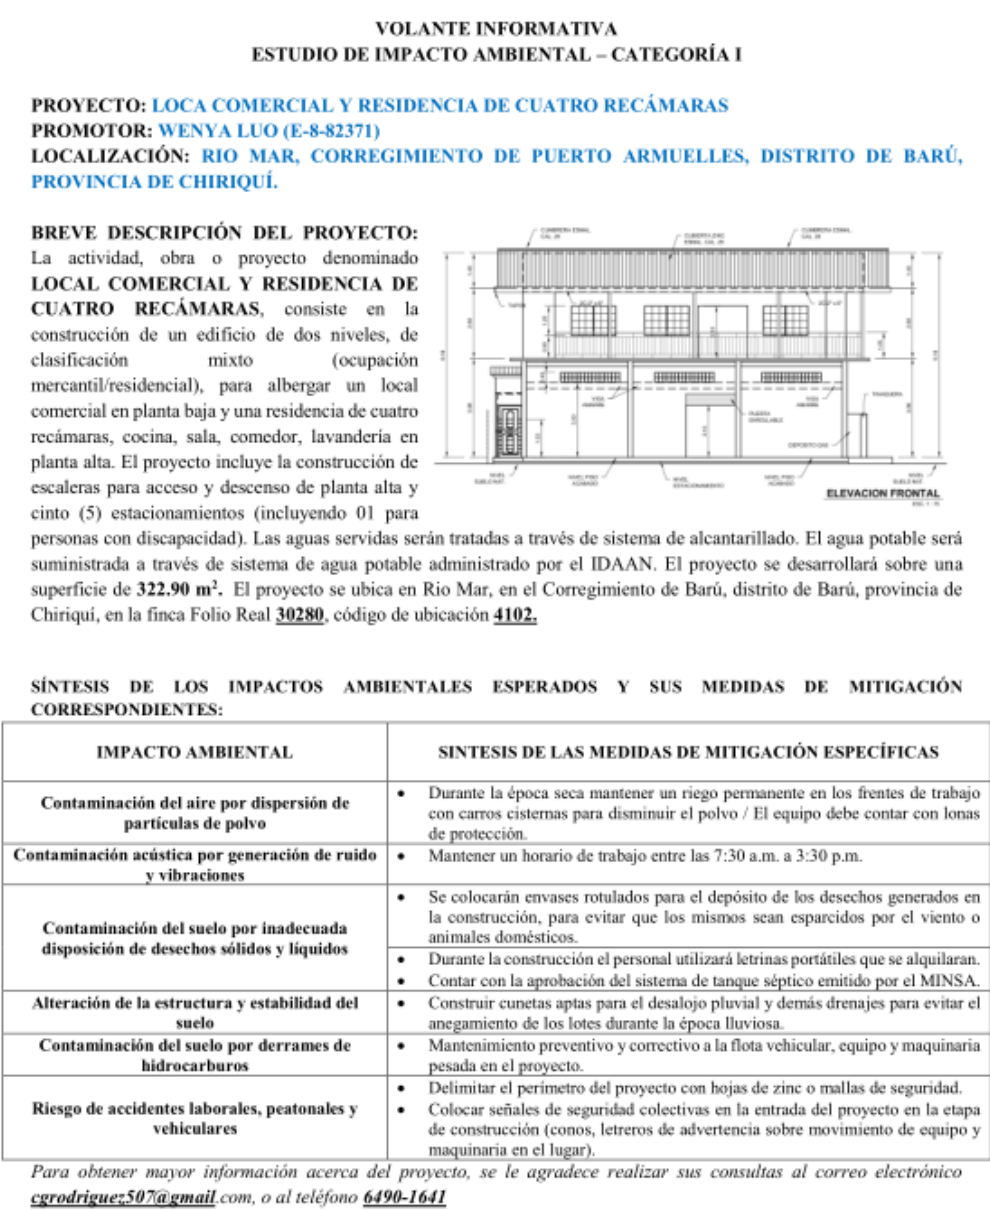 VOLANTE INFORMATIVA
ESTUDIO DE IMPACTO AMBIENTAL – CATEGORÍA I
PROYECTO: LOCA COMERCIAL Y RESIDENCIA DE CUATRO RECÁMARAS
PROMOTOR: WENYA LUO (E-8-82371)
LOCALIZACIÓN: RIO MAR, CORREGIMIENTO DE PUERTO ARMUELLES, DISTRITO DE BARÚ,
PROVINCIA DE CHIRIQUÍ.
BREVE DESCRIPCIÓN DEL PROYECTO:
La actividad, obra o proyecto denominado
LOCAL COMERCIAL Y RESIDENCIA DE
CUATRO RECÁMARAS, consiste en la
construcción de un edificio de dos niveles, de
clasificación mixto (ocupación
mercantil/residencial), para albergar un local
comercial en planta baja y una residencia de cuatro
recámaras, cocina, sala, comedor, lavandería en
planta alta. El proyecto incluye la construcción de
escaleras para acceso y descenso de planta alta y
cinto (5) estacionamientos (incluyendo 01 para
personas con discapacidad). Las aguas servidas serán tratadas a través de sistema de alcantarillado. El agua potable será
suministrada a través de sistema de agua potable administrado por el IDAAN. El proyecto se desarrollará sobre una
superficie de 322.90 m². El proyecto se ubica en Rio Mar, en el Corregimiento de Barú, distrito de Barú, provincia de
Chiriquí, en la finca Folio Real 30280, código de ubicación 4102.
ELEVACION FRONTAL
SÍNTESIS DE LOS IMPACTOS AMBIENTALES ESPERADOS Y SUS MEDIDAS DE MITIGACIÓN
CORRESPONDIENTES:
IMPACTO AMBIENTAL
SINTESIS DE LAS MEDIDAS DE MITIGACIÓN ESPECÍFICAS
Contaminación del aire por dispersión de
partículas de polvo
• Durante la época seca mantener un riego permanente en los frentes de trabajo
con carros cisternas para disminuir el polvo / El equipo debe contar con lonas
de protección.
Contaminación acústica por generación de ruido
y vibraciones
• Mantener un horario de trabajo entre las 7:30 a.m. a 3:30 p.m.
Contaminación del suelo por inadecuada
disposición de desechos sólidos y líquidos
• Se colocarán envases rotulados para el depósito de los desechos generados en
la construcción, para evitar que los mismos sean esparcidos por el viento o
animales domésticos.
• Durante la construcción el personal utilizará letrinas portátiles que se alquilaran.
• Contar con la aprobación del sistema de tanque séptico emitido por el MINSA.
Alteración de la estructura y estabilidad del
suelo
• Construir cunetas aptas para el desalojo pluvial y demás drenajes para evitar el
anegamiento de los lotes durante la época lluviosa.
Contaminación del suelo por derrames de
hidrocarburos
• Mantenimiento preventivo y correctivo a la flota vehicular, equipo y maquinaria
pesada en el proyecto.
Riesgo de accidentes laborales, peatonales y
vehiculares
• Delimitar el perímetro del proyecto con hojas de zinc o mallas de seguridad.
• Colocar señales de seguridad colectivas en la entrada del proyecto en la etapa
de construcción (conos, letreros de advertencia sobre movimiento de equipo y
maquinaria en el lugar).
Para obtener mayor información acerca del proyecto, se le agradece realizar sus consultas al correo electrónico
cgrodriguez507@gmail.com, o al teléfono 6490-1641